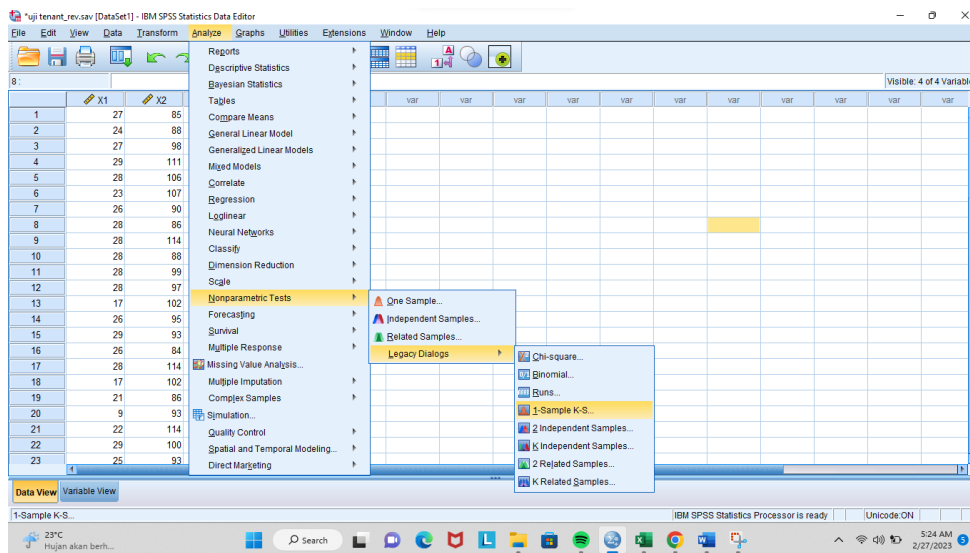 *uji tenant_rev.sav [DataSet1] - IBM SPSS Statistics Data Editor
File Edit View Data Transform Analyze Graphs Utilities Extensions Window Help
8 :
Visible: 4 of 4 Variabl
X1 X2 var var var var var var var var var var var
1 27 85
2 24 88
3 27 98
4 29 111
5 28 106
6 23 107
7 26 90
8 28 86
9 28 114
10 28 88
11 28 99
12 28 97
13 17 102
14 26 95
15 29 93
16 26 84
17 28 114
18 17 102
19 21 86
20 9 93
21 22 114
22 29 100
23 25 93
Reports
Descriptive Statistics
Bayesian Statistics
Tables
Compare Means
General Linear Model
Generalized Linear Models
Mixed Models
Correlate
Regression
Loglinear
Neural Networks
Classify
Dimension Reduction
Scale
Nonparametric Tests
Forecasting
Survival
Multiple Response
Missing Value Analysis...
Multiple Imputation
Complex Samples
Simulation...
Quality Control
Spatial and Temporal Modeling...
Direct Marketing
One Sample...
Independent Samples...
Related Samples...
Legacy Dialogs
Chi-square...
Binomial...
Runs...
1-Sample K-S...
2 Independent Samples...
K Independent Samples...
2 Related Samples...
K Related Samples...
Data View Variable View
1-Sample K-S...
IBM SPSS Statistics Processor is ready
Unicode:ON
23°C
Hujan akan berh...
Search
5:24 AM
2/27/2023
5